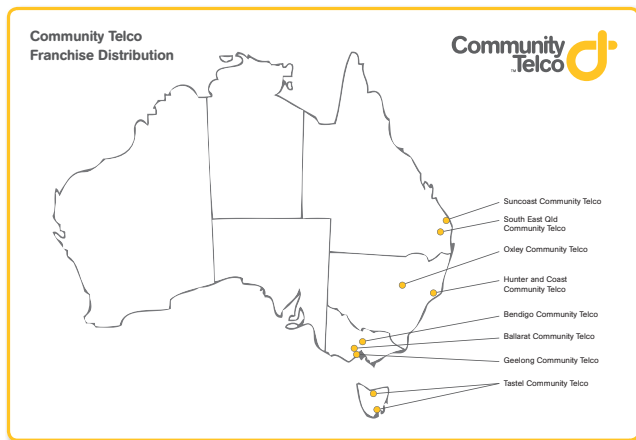 Community Telco
Franchise Distribution
Community
™Telco
Suncoast Community Telco
South East Qld
Community Telco
Oxley Community Telco
Hunter and Coast
Community Telco
Bendigo Community Telco
Ballarat Community Telco
Geelong Community Telco
Tastel Community Telco